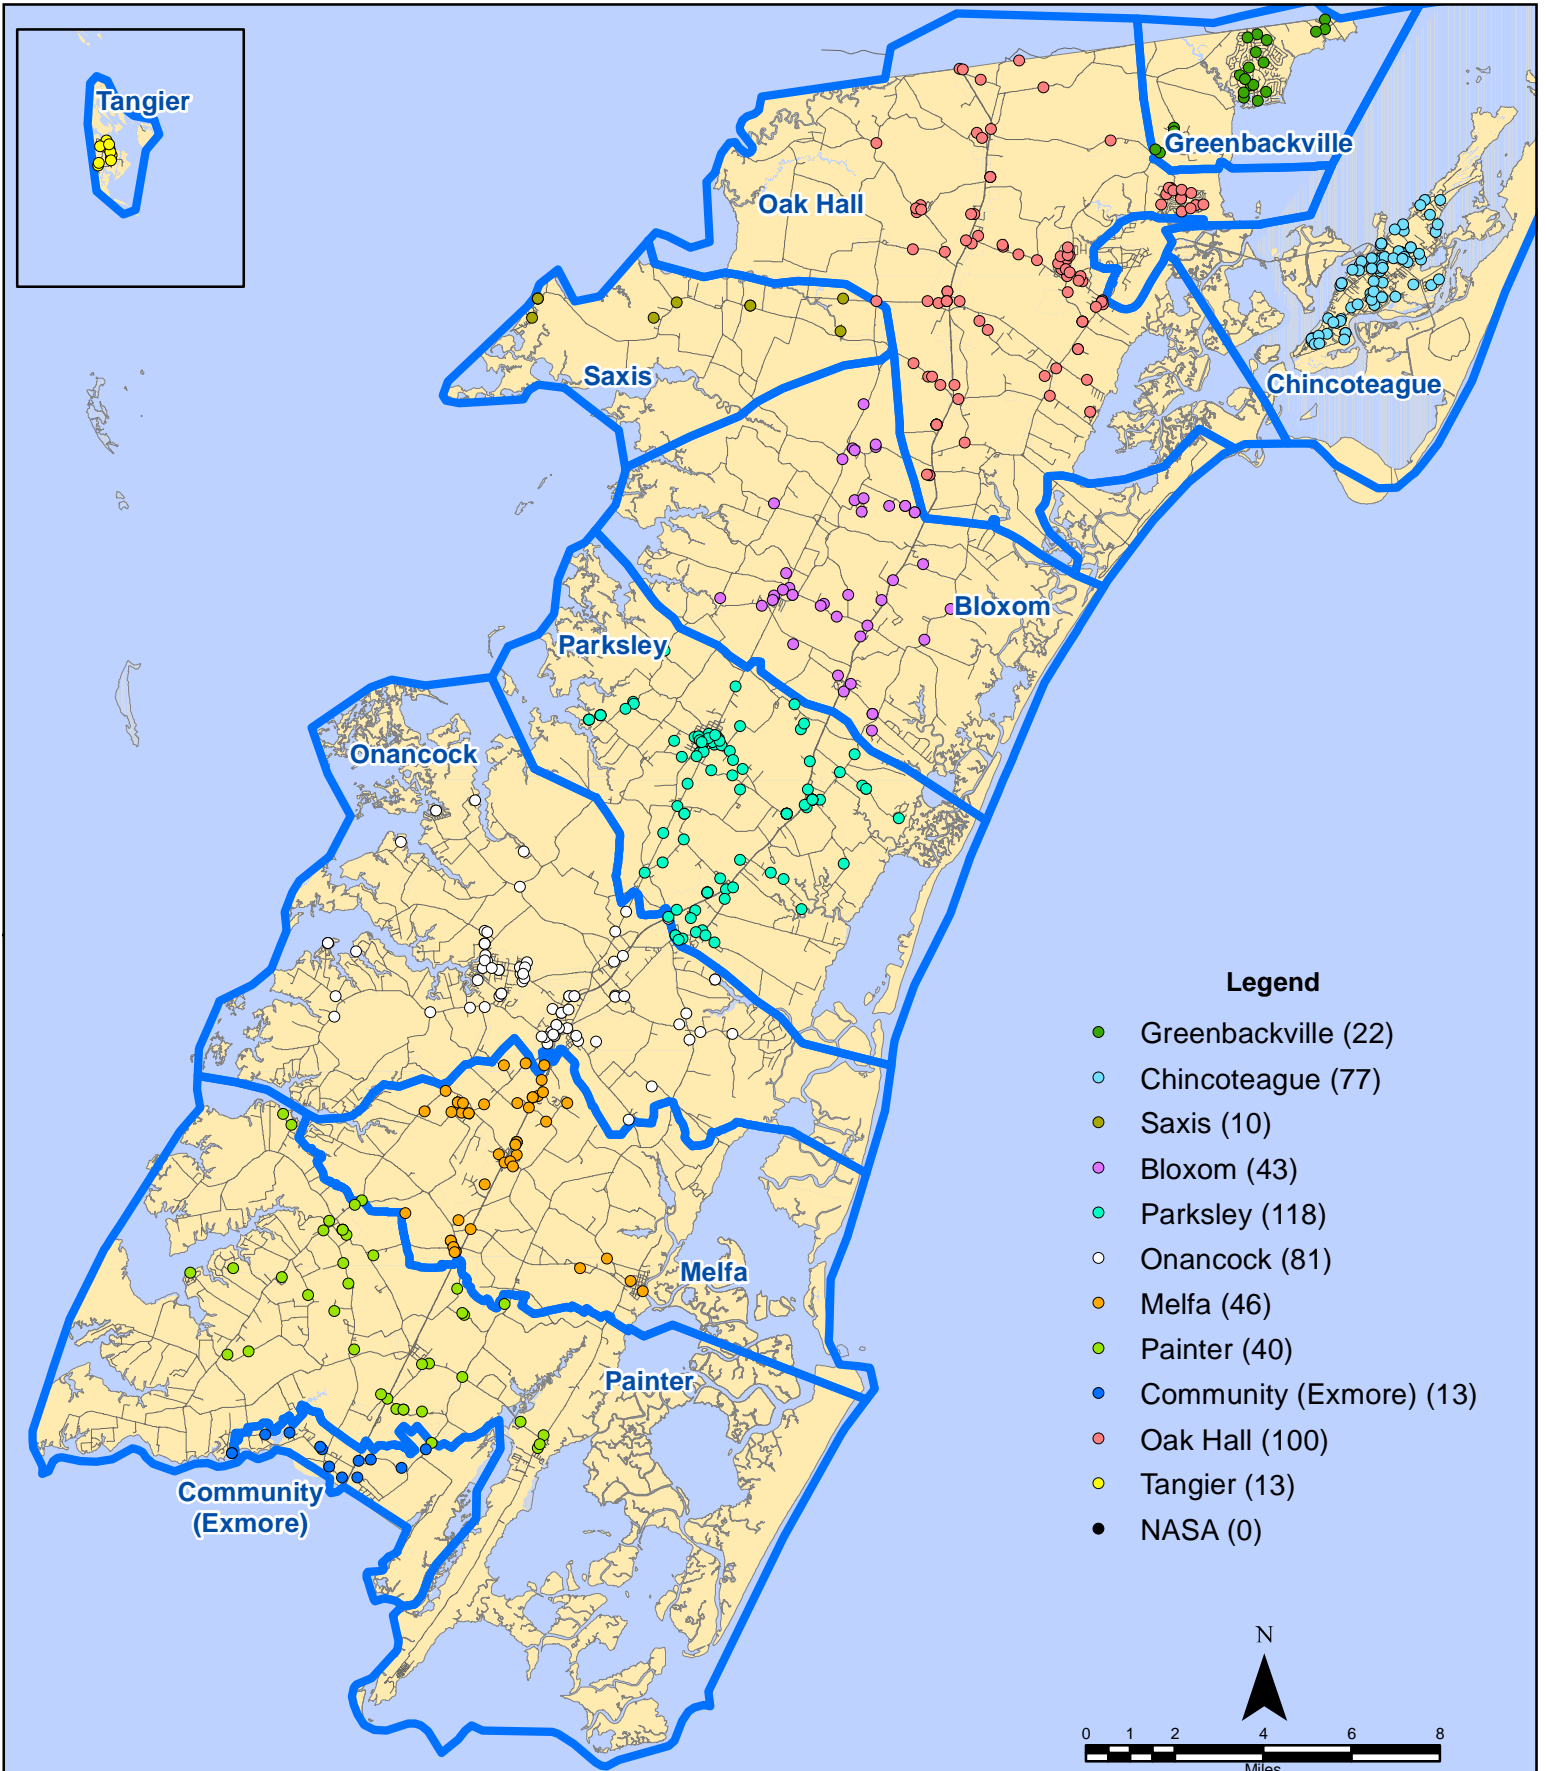 Tangier
Greenbackville
Oak Hall
Chincoteague
Saxis
Bloxom
Parksley
Onancock
Melfa
Painter
Community
(Exmore)
Legend
Greenbackville (22)
Chincoteague (77)
Saxis (10)
Bloxom (43)
Parksley (118)
Onancock (81)
Melfa (46)
Painter (40)
Community (Exmore) (13)
Oak Hall (100)
Tangier (13)
NASA (0)
N
0 1 2 4 6 8
Miles